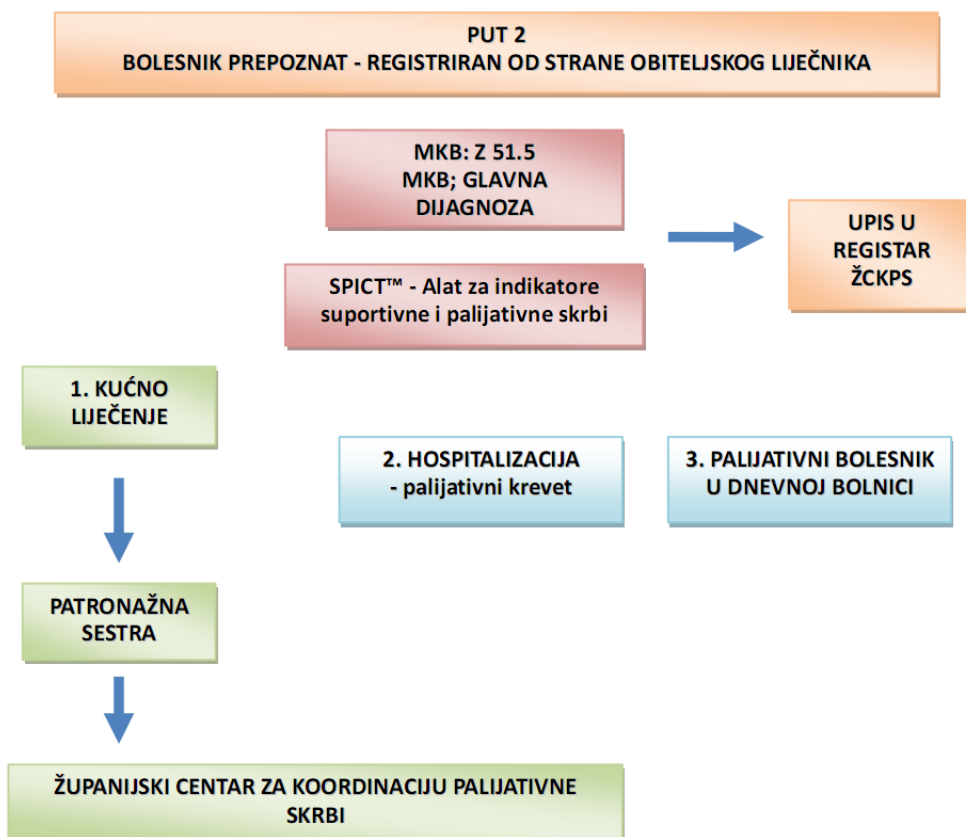 PUT 2
BOLESNIK PREPOZNAT - REGISTRIRAN OD STRANE OBITELJSKOG LIJEČNIKA
MKB: Z 51.5
MKB; GLAVNA
DIJAGNOZA
UPIS U
REGISTAR
ŽCKPS
SPICT™ - Alat za indikatore
suportivne i palijativne skrbi
1. KUĆNO
LIJEČENJE
2. HOSPITALIZACIJA
- palijativni krevet
3. PALIJATIVNI BOLESNIK
U DNEVNOJ BOLNICI
PATRONAŽNA
SESTRA
ŽUPANIJSKI CENTAR ZA KOORDINACIJU PALIJATIVNE
SKRBI